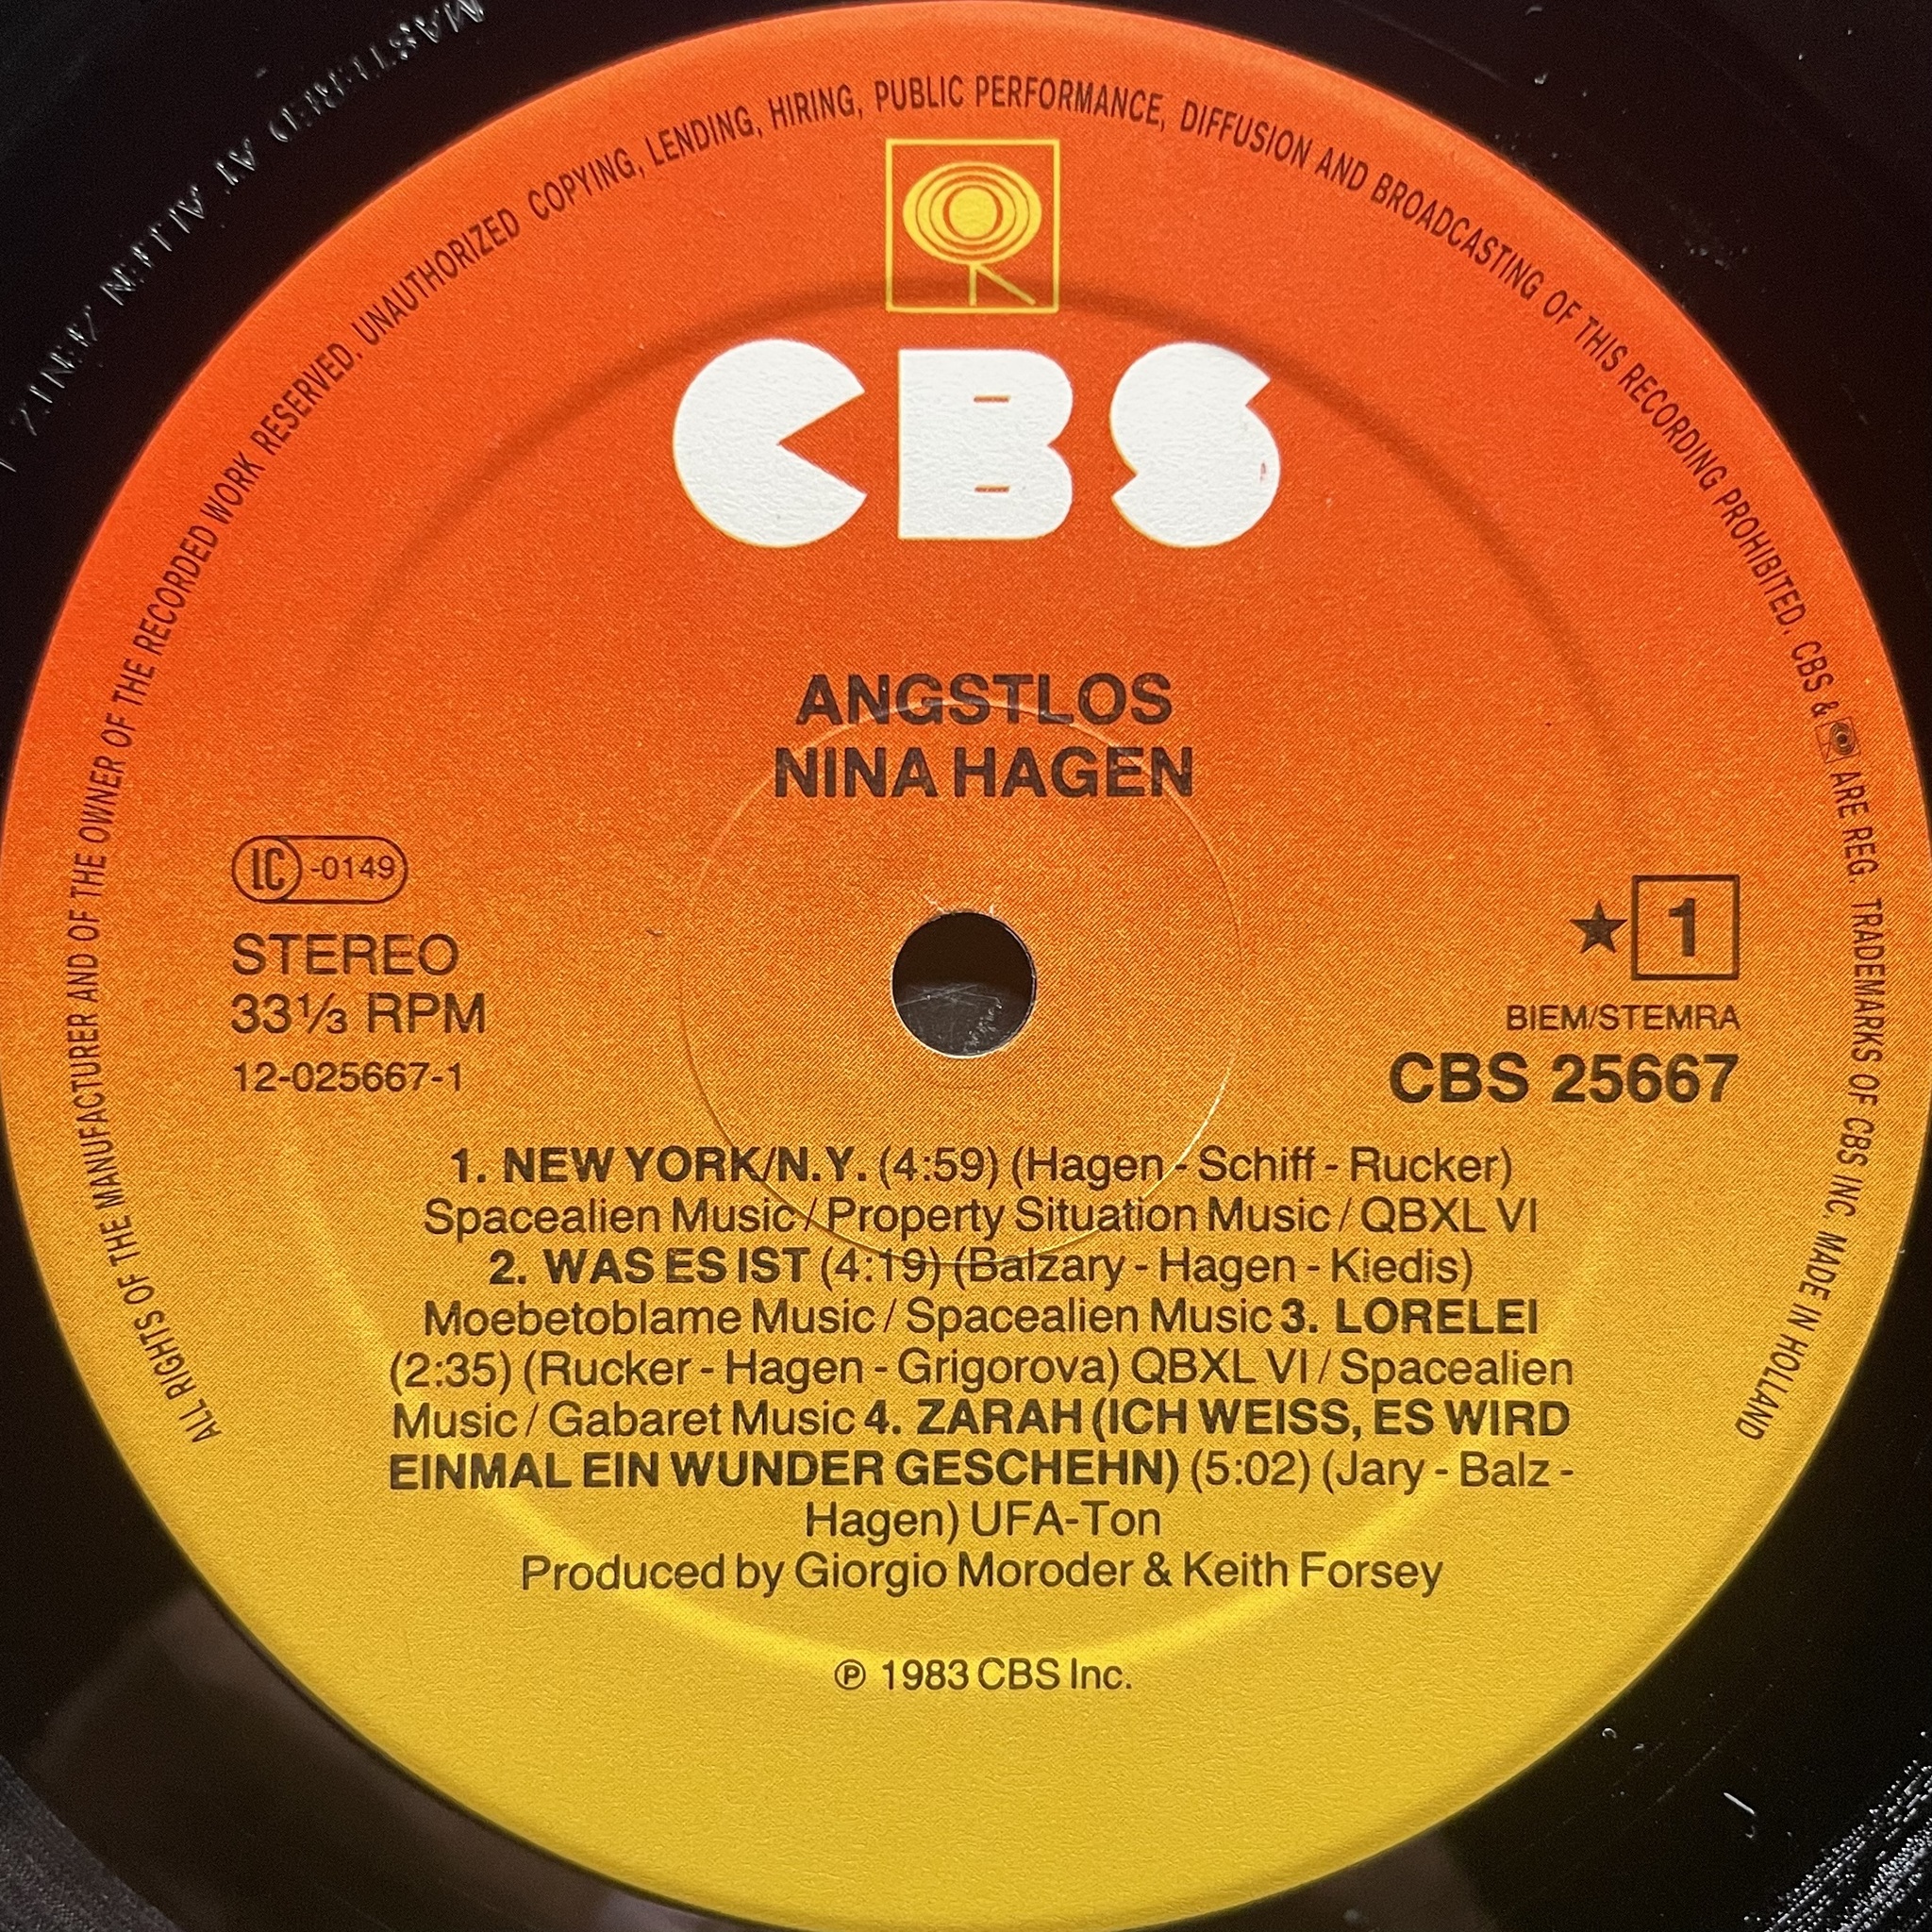 MASTERED AT ALLEN ZENTZ
ALL RIGHTS OF THE MANUFACTURER AND OF THE OWNER OF THE RECORDED WORK RESERVED. UNAUTHORIZED COPYING, LENDING, HIRING, PUBLIC PERFORMANCE, DIFFUSION AND BROADCASTING OF THIS RECORDING PROHIBITED. CBS & ARE REG. TRADEMARKS OF CBS INC. MADE IN HOLLAND
CBS
ANGSTLOS
NINA HAGEN
LC -0149
STEREO
33⅓ RPM
12-025667-1
★ 1
BIEM/STEMRA
CBS 25667
1. NEW YORK/N.Y. (4:59) (Hagen - Schiff - Rucker)
Spacealien Music / Property Situation Music / QBXL VI
2. WAS ES IST (4:19) (Balzary - Hagen - Kiedis)
Moebetoblame Music / Spacealien Music 3. LORELEI
(2:35) (Rucker - Hagen - Grigorova) QBXL VI / Spacealien
Music / Gabaret Music 4. ZARAH (ICH WEISS, ES WIRD
EINMAL EIN WUNDER GESCHEHN) (5:02) (Jary - Balz -
Hagen) UFA-Ton
Produced by Giorgio Moroder & Keith Forsey
℗ 1983 CBS Inc.